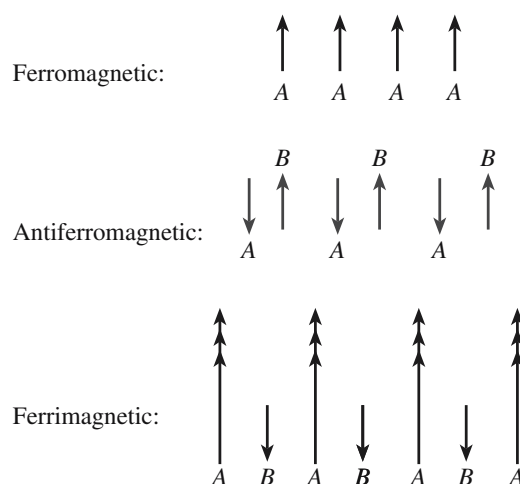 Ferromagnetic:
A A A A
B B B
Antiferromagnetic:
A A A
Ferrimagnetic:
A B A B A B A